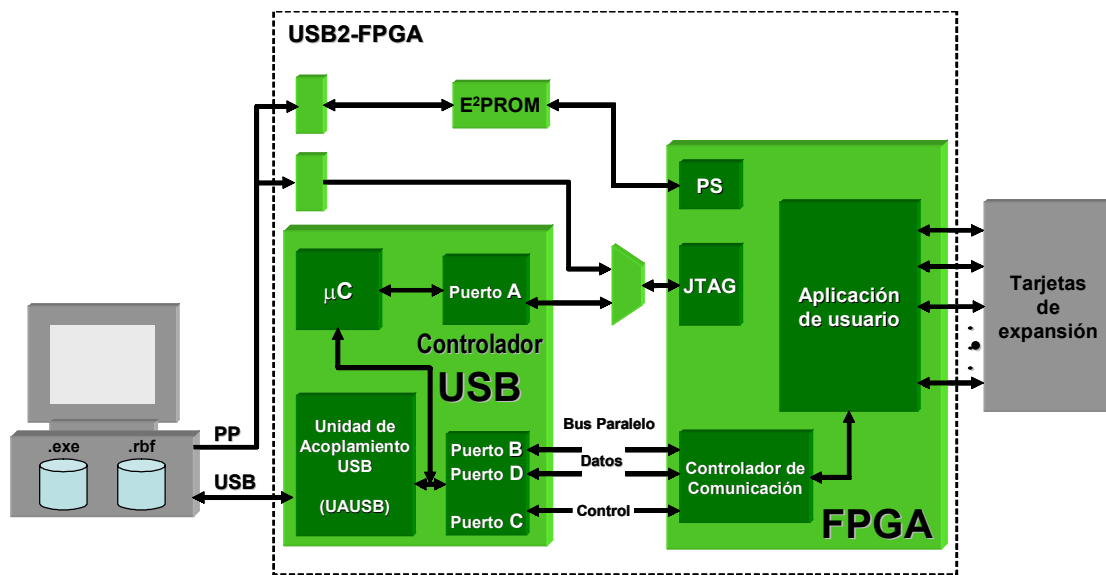 USB2-FPGA
E²PROM
PS
µC
Puerto A
JTAG
Aplicación
de usuario
Tarjetas
de
expansión
Controlador
USB
PP
.exe
.rbf
USB
Unidad de
Acoplamiento
USB
(UAUSB)
Puerto B
Puerto D
Puerto C
Bus Paralelo
Datos
Control
Controlador de
Comunicación
FPGA